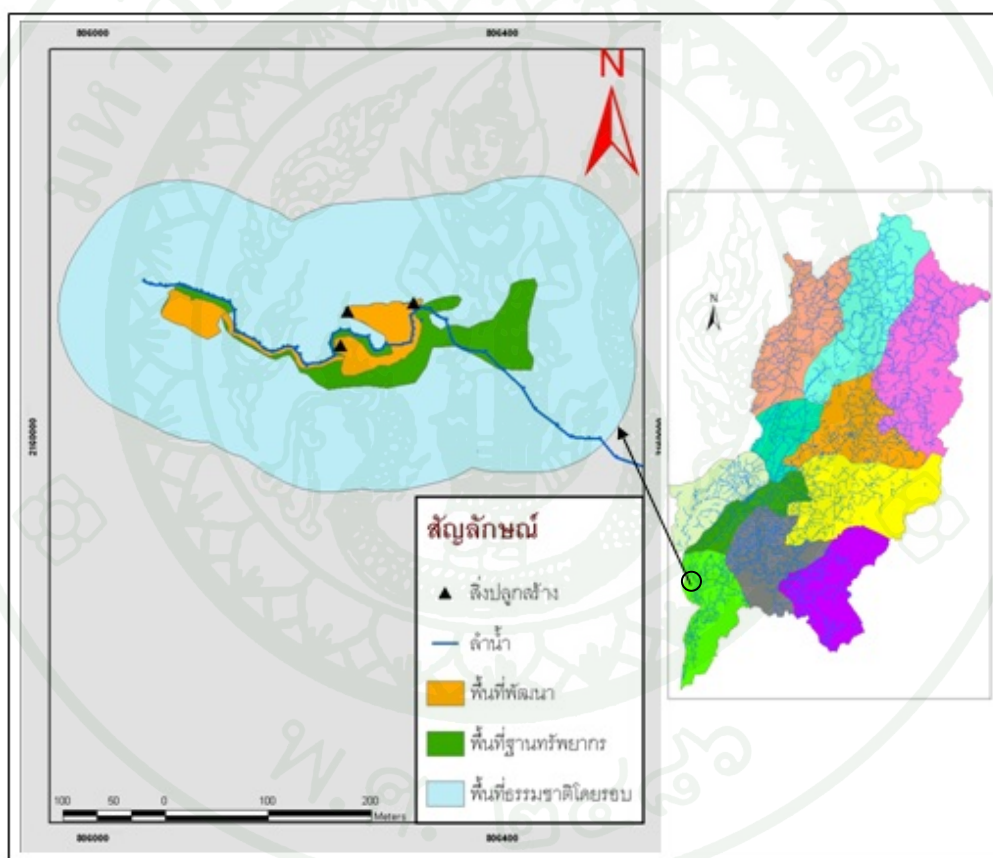 806000 806400
N
2160000 2160000
N
สัญลักษณ์
สิ่งปลูกสร้าง
ลำน้ำ
พื้นที่พัฒนา
พื้นที่ฐานทรัพยากร
พื้นที่ธรรมชาติโดยรอบ
100 50 0 100 200
Meters
806000 806400